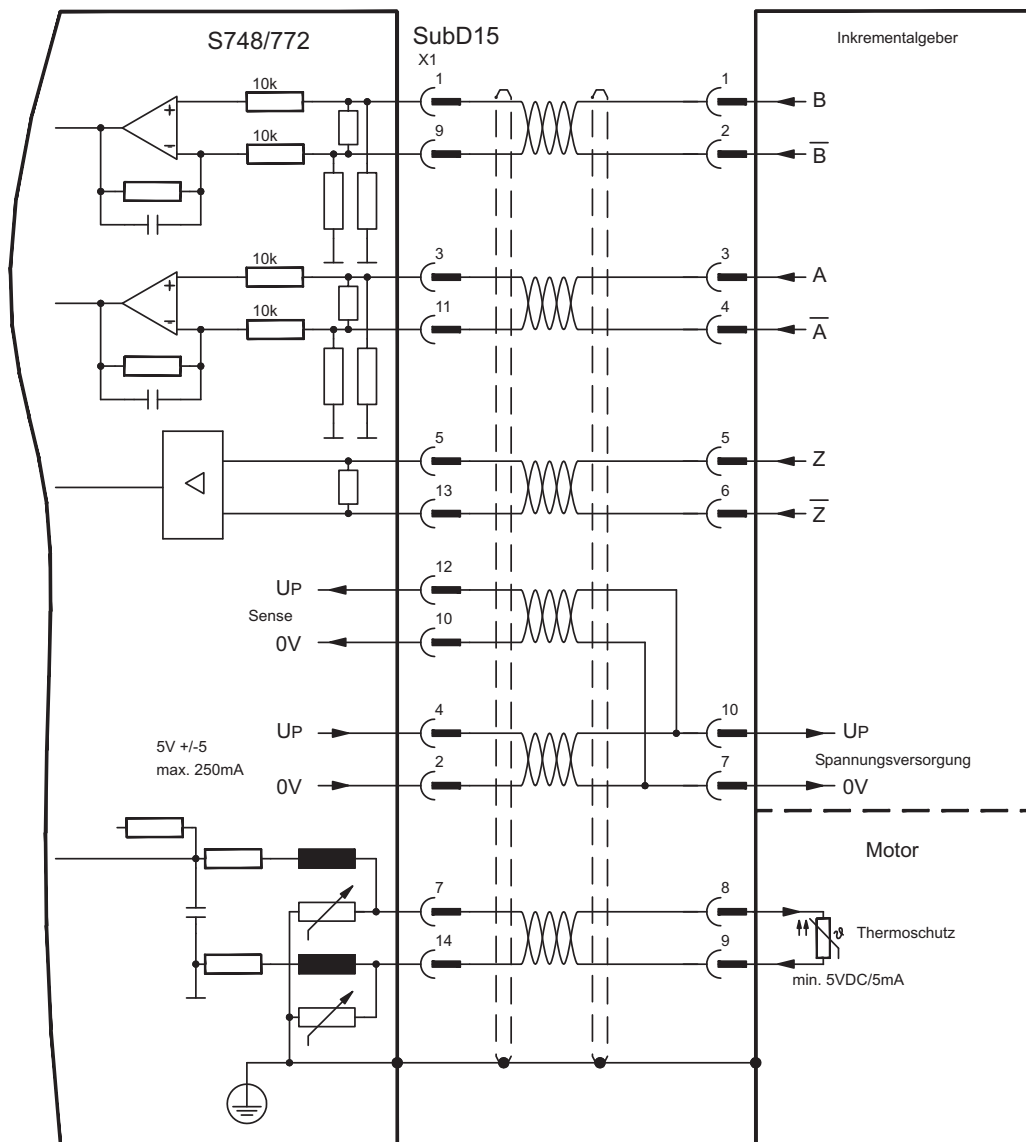 S748/772
SubD15
Inkrementalgeber
X1
10k
1
1
B
10k
9
2
B̅
10k
3
3
A
10k
11
4
A̅
5
5
Z
13
6
Z̅
UP
12
Sense
0V
10
5V +/-5
max. 250mA
UP
4
10
UP
Spannungsversorgung
0V
2
7
0V
Motor
7
8
ϑ
Thermoschutz
14
9
min. 5VDC/5mA